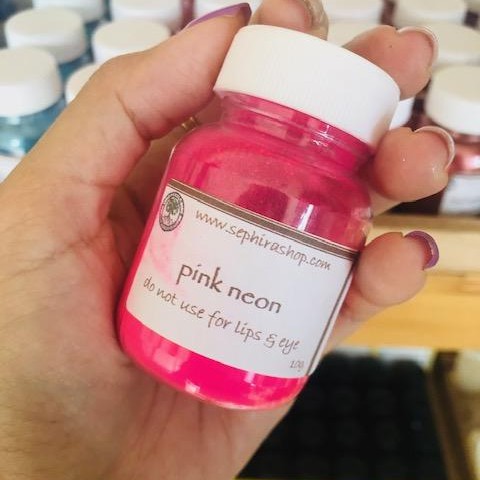 www.sephirashop.com
pink neon
do not use for lips & eye
10g